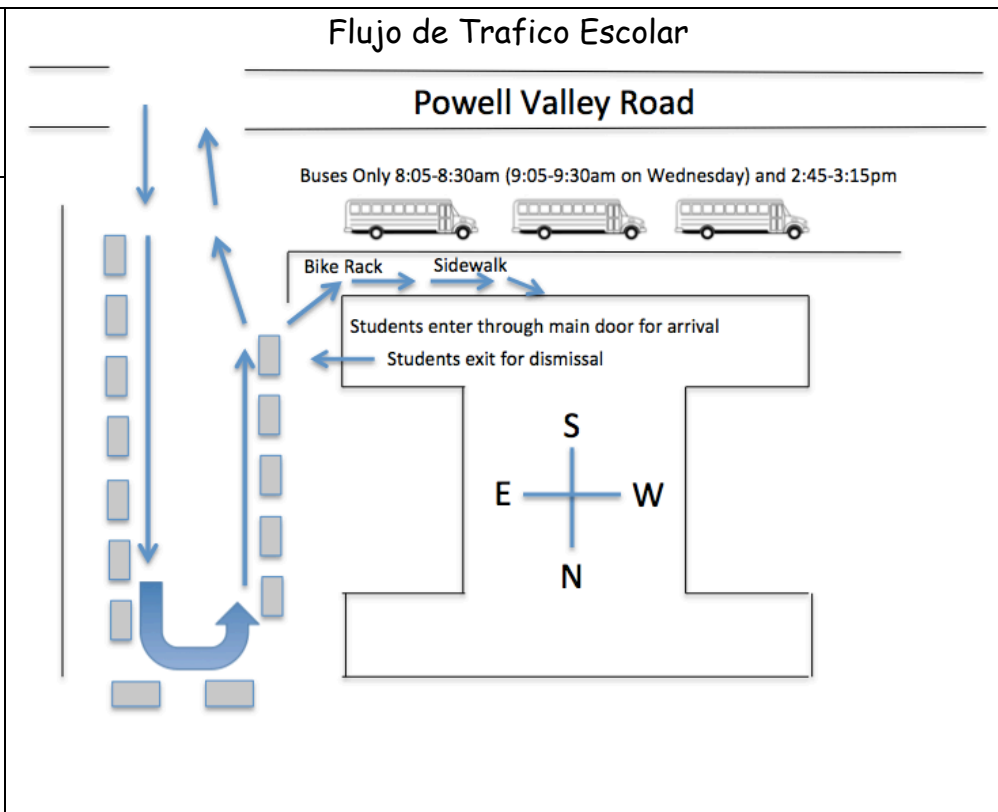 Flujo de Trafico Escolar
Powell Valley Road
Buses Only 8:05-8:30am (9:05-9:30am on Wednesday) and 2:45-3:15pm
Bike Rack
Sidewalk
Students enter through main door for arrival
Students exit for dismissal
S
E
W
N